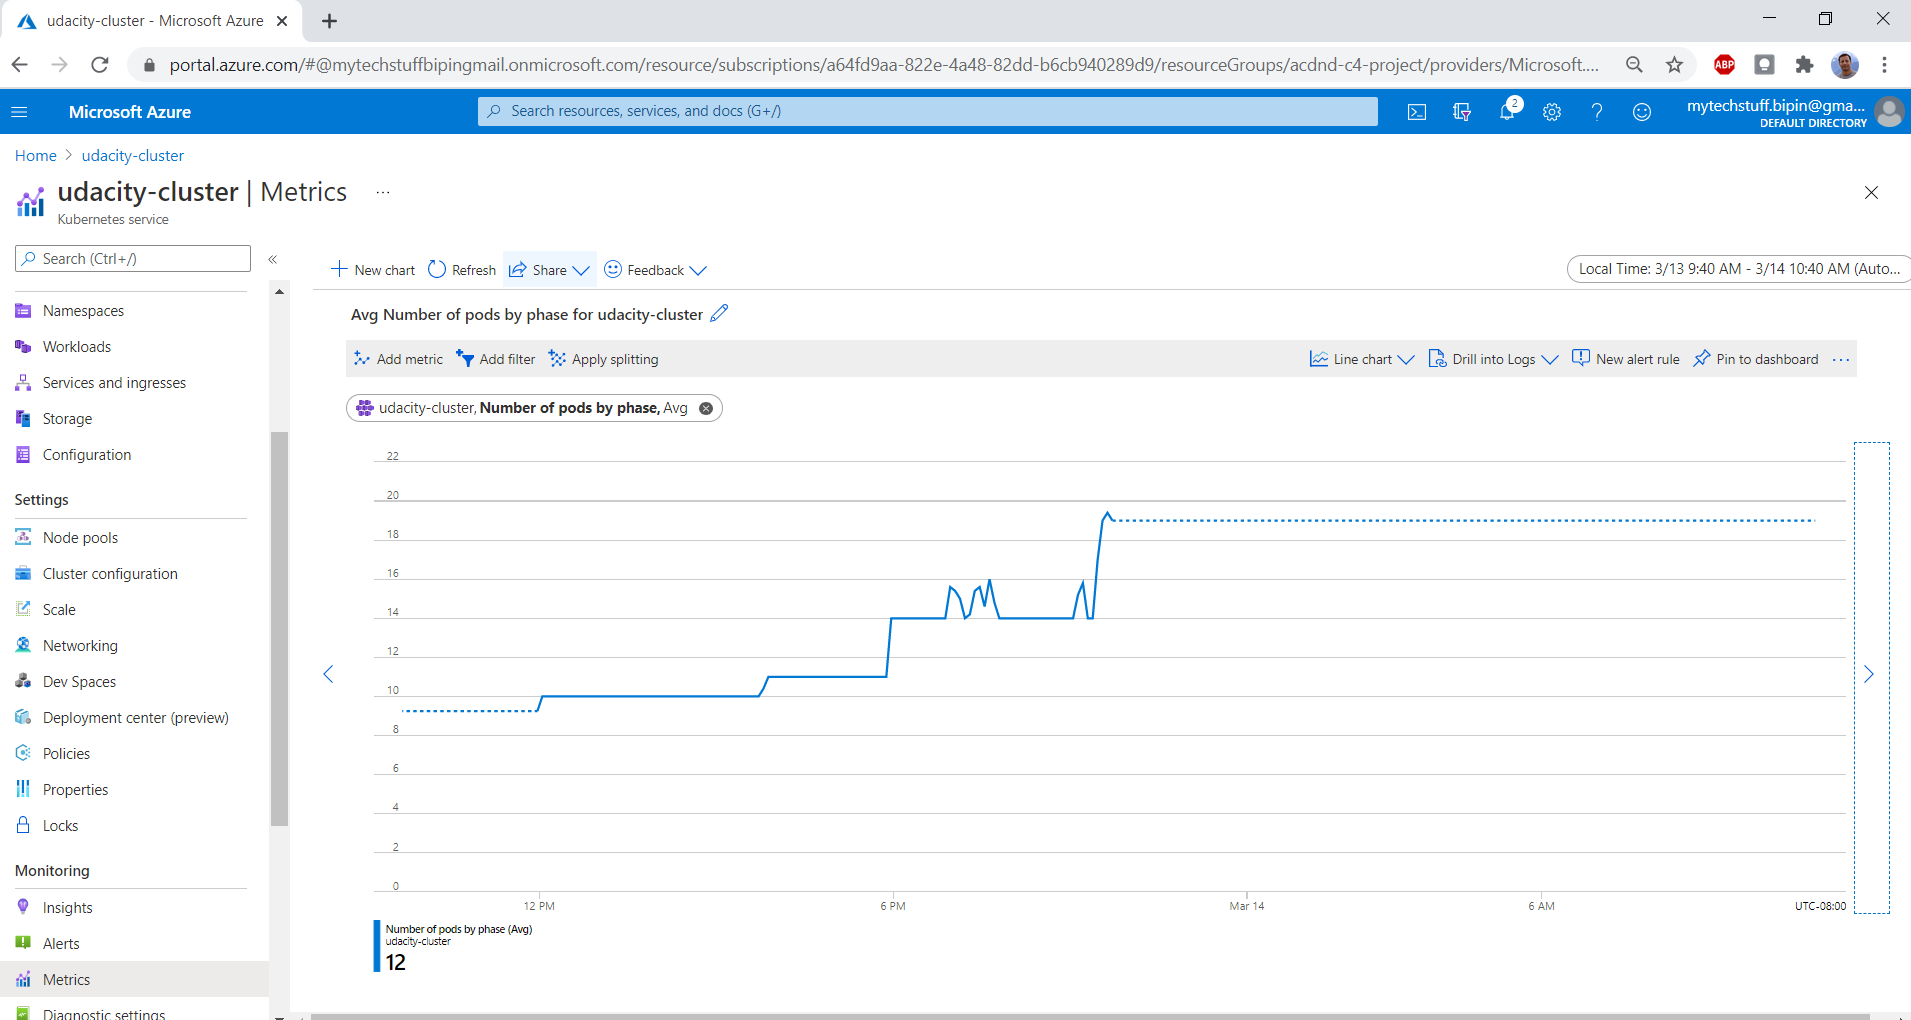 udacity-cluster - Microsoft Azure
portal.azure.com/#@mytechstuffbipingmail.onmicrosoft.com/resource/subscriptions/a64fd9aa-822e-4a48-82dd-b6cb940289d9/resourceGroups/acdnd-c4-project/providers/Microsoft....
ABP
Microsoft Azure
Search resources, services, and docs (G+/)
2
mytechstuff.bipin@gma...
DEFAULT DIRECTORY
Home > udacity-cluster
udacity-cluster | Metrics ...
Kubernetes service
Search (Ctrl+/)
«
New chart
Refresh
Share
Feedback
Local Time: 3/13 9:40 AM - 3/14 10:40 AM (Auto...
Namespaces
Workloads
Services and ingresses
Storage
Configuration
Settings
Node pools
Cluster configuration
Scale
Networking
Dev Spaces
Deployment center (preview)
Policies
Properties
Locks
Monitoring
Insights
Alerts
Metrics
Diagnostic settings
Avg Number of pods by phase for udacity-cluster
Add metric
Add filter
Apply splitting
Line chart
Drill into Logs
New alert rule
Pin to dashboard
...
udacity-cluster, Number of pods by phase, Avg
22
20
18
16
14
12
10
8
6
4
2
0
12 PM
6 PM
Mar 14
6 AM
UTC-08:00
Number of pods by phase (Avg)
udacity-cluster
12